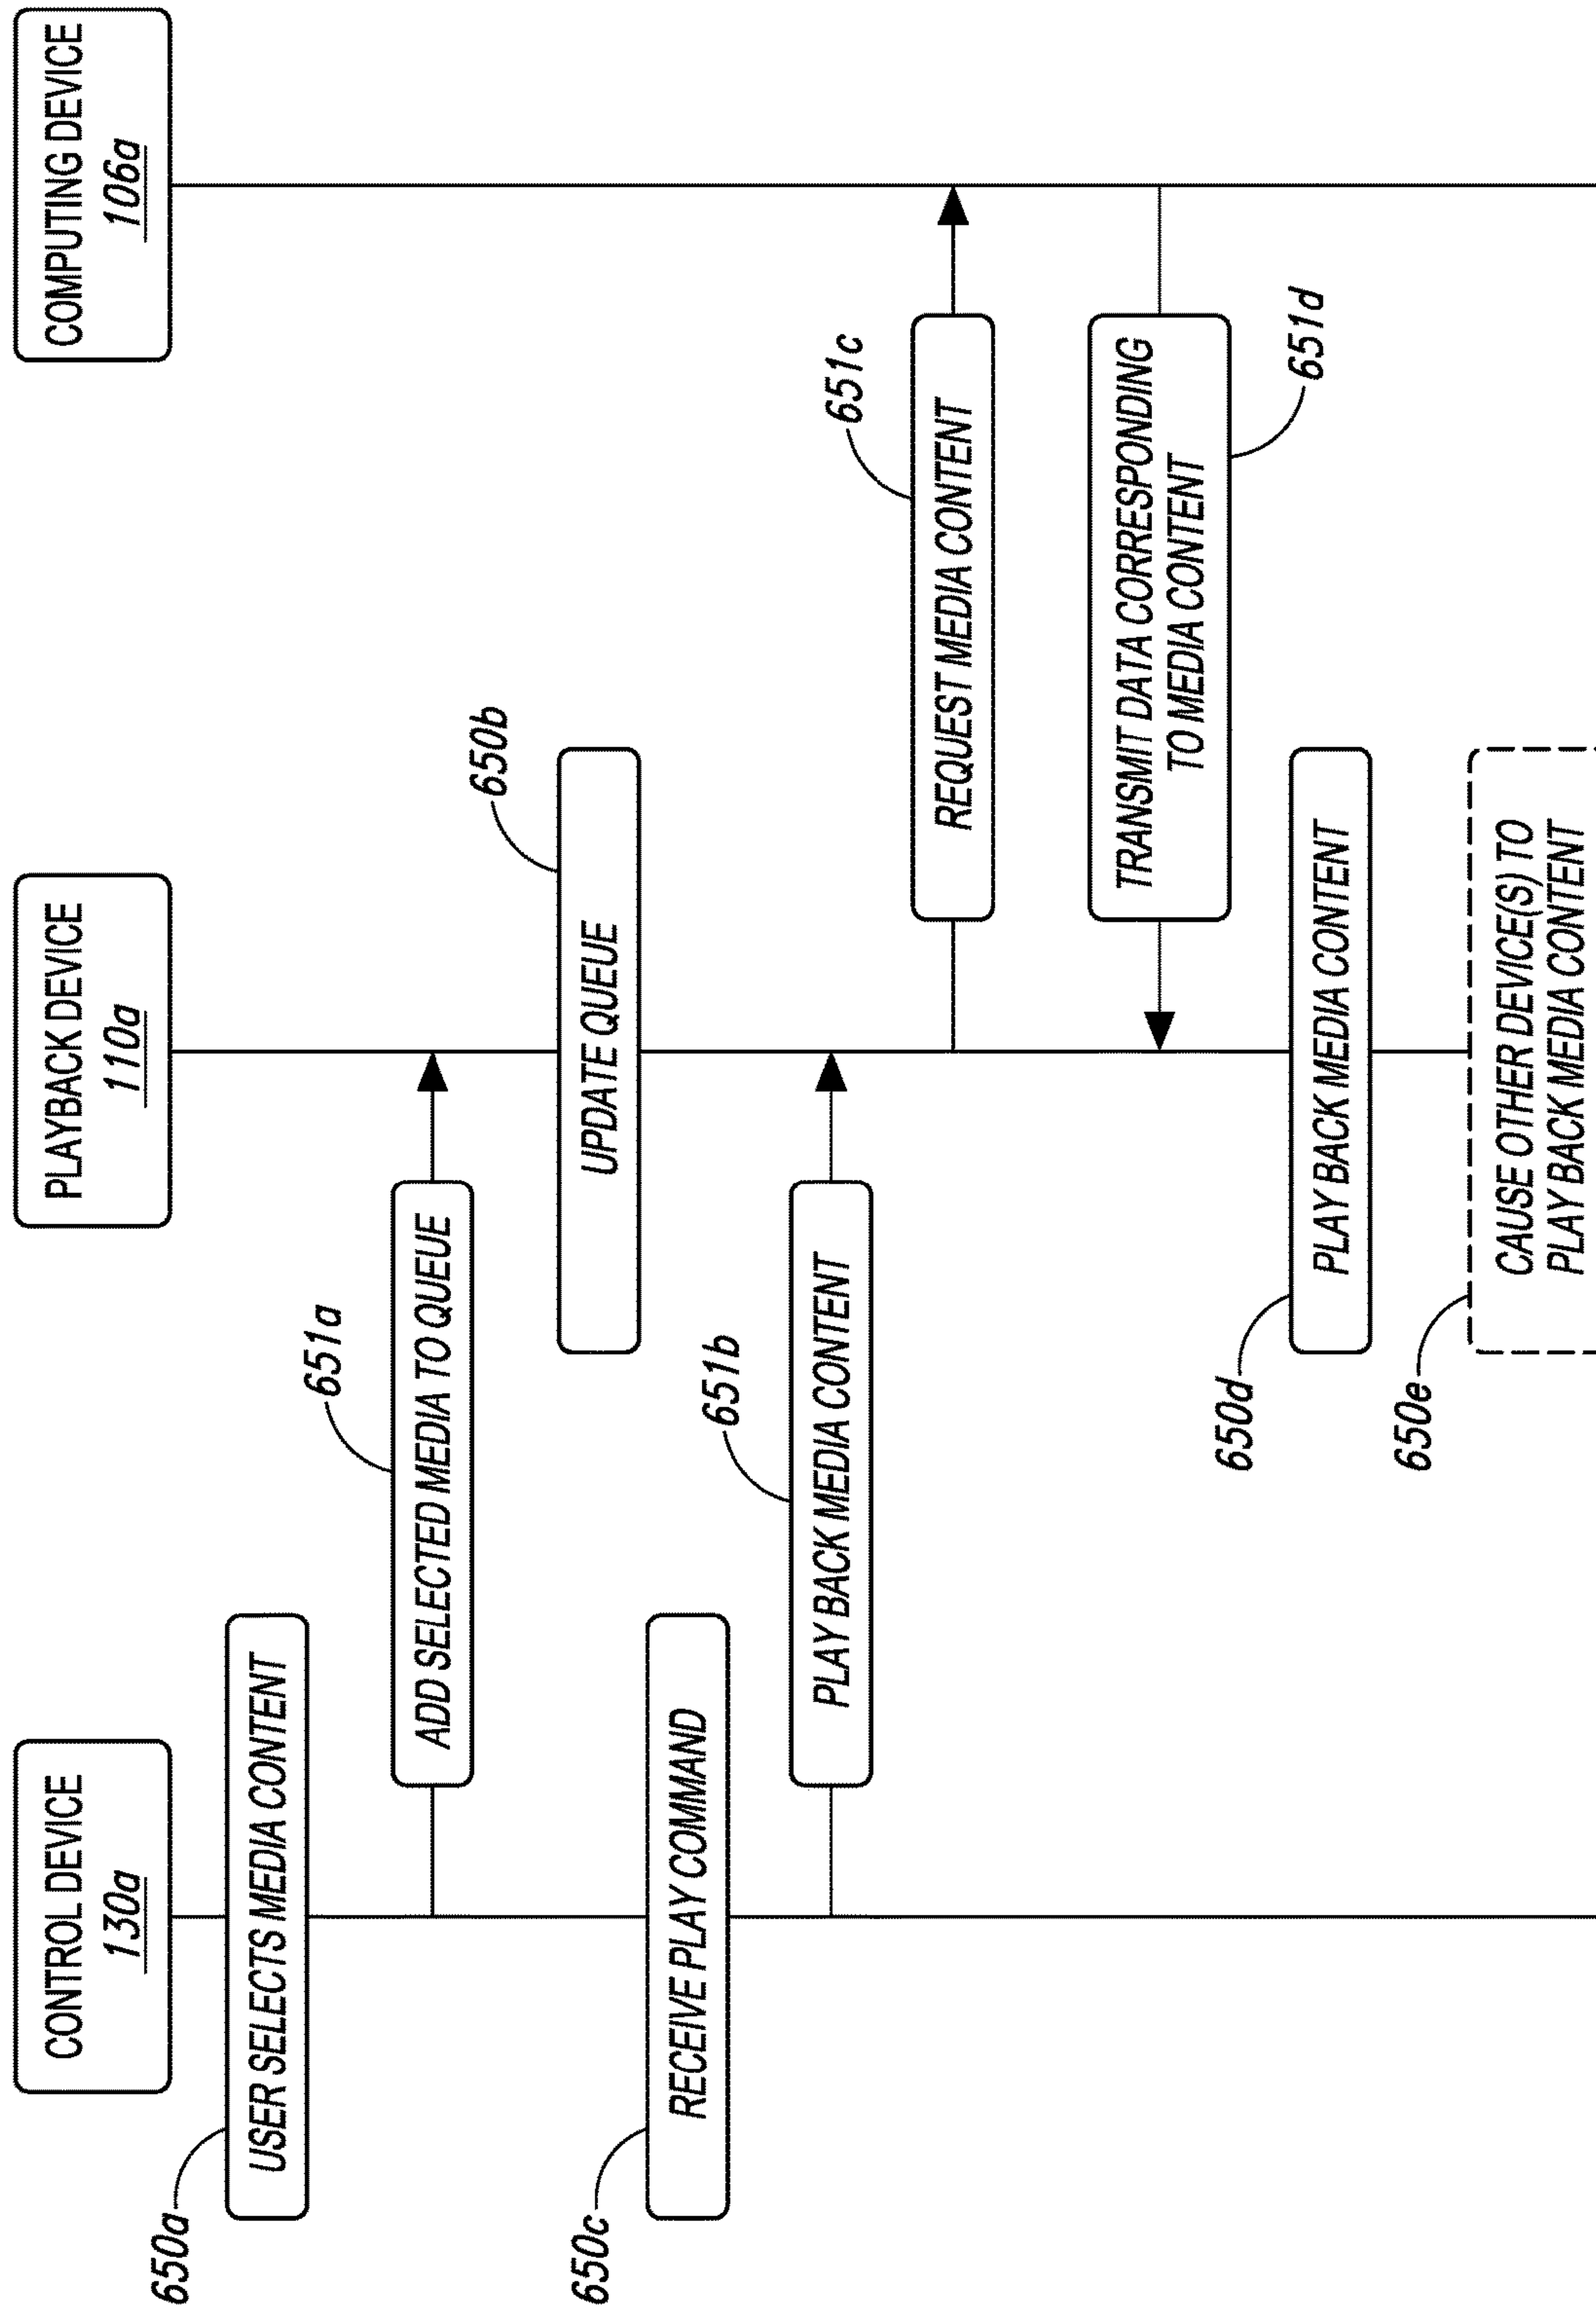 CONTROL DEVICE
130a
PLAYBACK DEVICE
110a
COMPUTING DEVICE
106a
650a
USER SELECTS MEDIA CONTENT
651a
ADD SELECTED MEDIA TO QUEUE
650b
UPDATE QUEUE
650c
RECEIVE PLAY COMMAND
651b
PLAY BACK MEDIA CONTENT
651c
REQUEST MEDIA CONTENT
TRANSMIT DATA CORRESPONDING
TO MEDIA CONTENT
651d
650d
PLAY BACK MEDIA CONTENT
650e
CAUSE OTHER DEVICE(S) TO
PLAY BACK MEDIA CONTENT